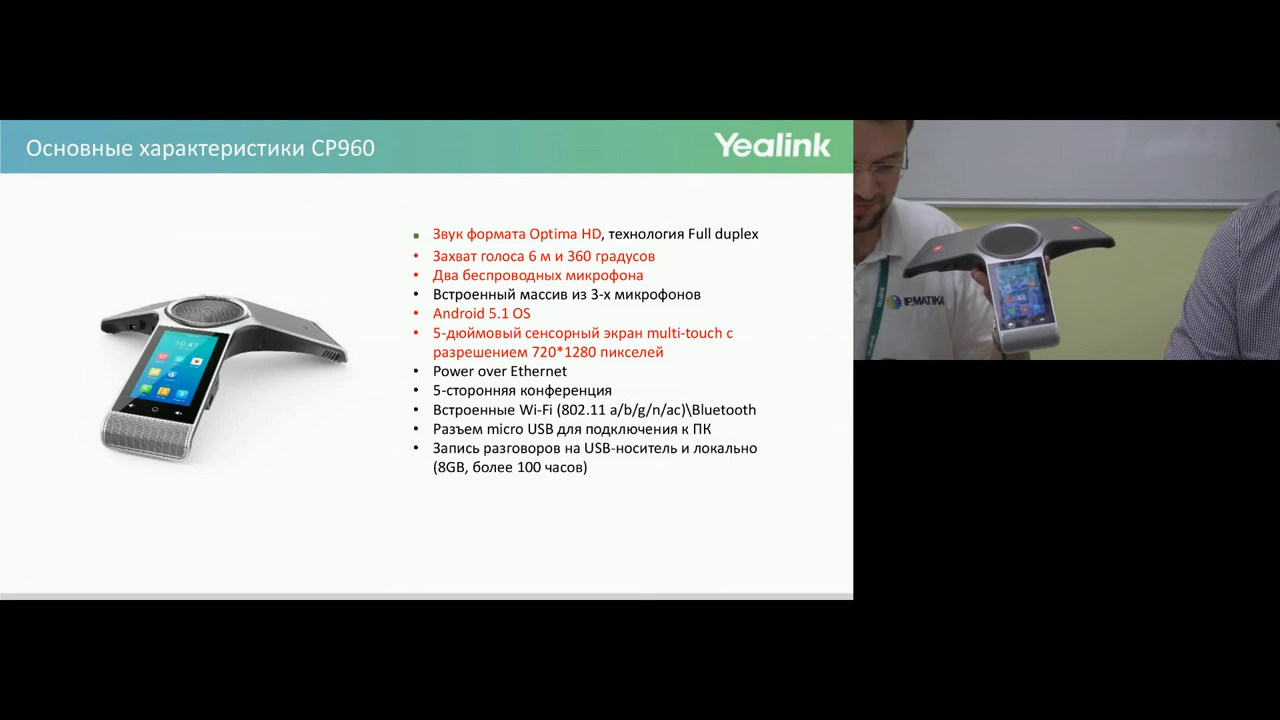 Основные характеристики CP960
Yealink
Звук формата Optima HD, технология Full duplex
Захват голоса 6 м и 360 градусов
Два беспроводных микрофона
Встроенный массив из 3-х микрофонов
Android 5.1 OS
5-дюймовый сенсорный экран multi-touch с
разрешением 720*1280 пикселей
Power over Ethernet
5-сторонняя конференция
Встроенные Wi-Fi (802.11 a/b/g/n/ac)\Bluetooth
Разъем micro USB для подключения к ПК
Запись разговоров на USB-носитель и локально
(8GB, более 100 часов)
10:42
IPMATIKA